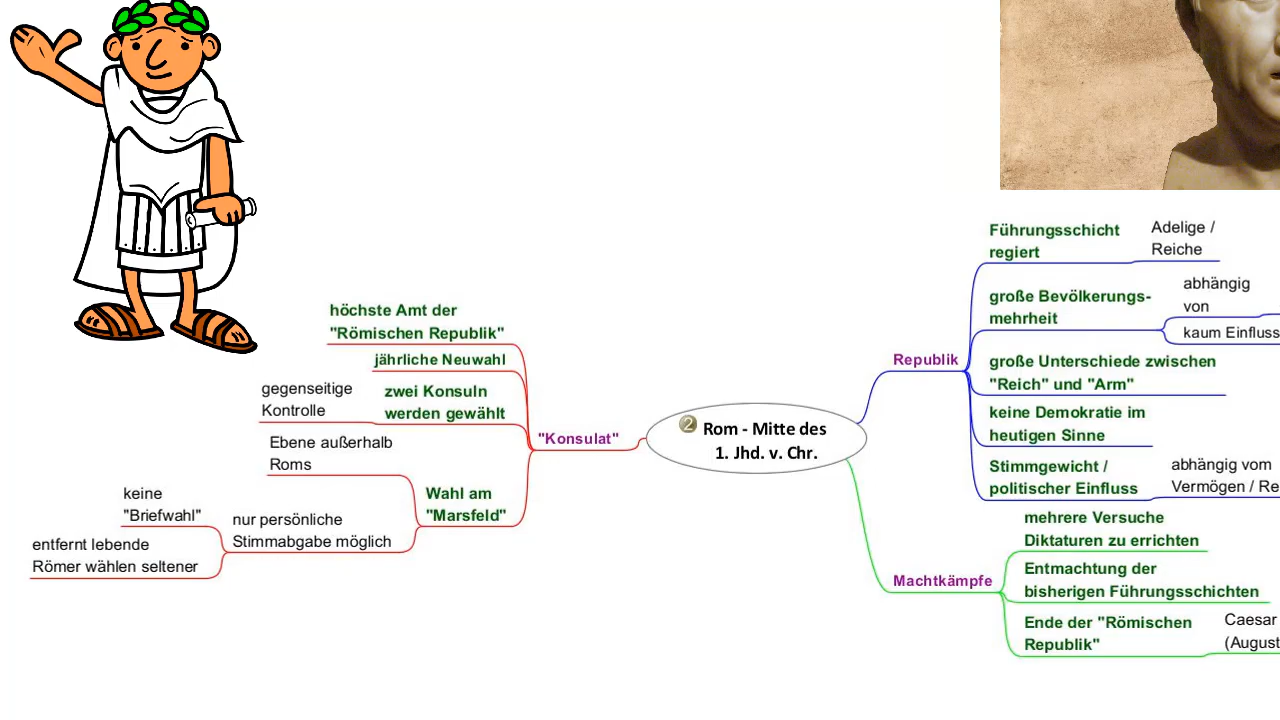 höchste Amt der
"Römischen Republik"
jährliche Neuwahl
gegenseitige
Kontrolle
zwei Konsuln
werden gewählt
Ebene außerhalb
Roms
keine
"Briefwahl"
entfernt lebende
Römer wählen seltener
nur persönliche
Stimmabgabe möglich
Wahl am
"Marsfeld"
"Konsulat"
2 Rom - Mitte des
1. Jhd. v. Chr.
Republik
Führungsschicht
regiert
Adelige /
Reiche
große Bevölkerungs-
mehrheit
abhängig
von
kaum Einfluss
große Unterschiede zwischen
"Reich" und "Arm"
keine Demokratie im
heutigen Sinne
Stimmgewicht /
politischer Einfluss
abhängig vom
Vermögen / Re
Machtkämpfe
mehrere Versuche
Diktaturen zu errichten
Entmachtung der
bisherigen Führungsschichten
Ende der "Römischen
Republik"
Caesar
(August